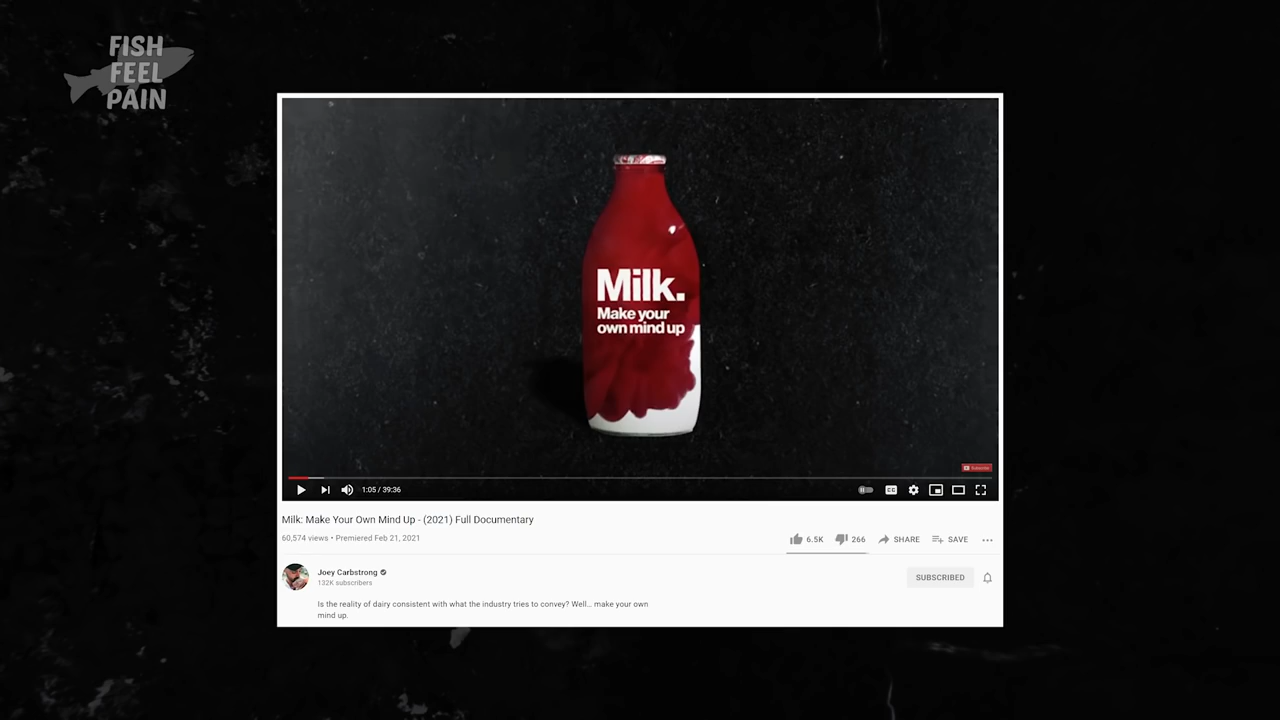 FISH
FEEL
PAIN
Milk.
Make your
own mind up
Subscribe
1:05 / 39:36
CC
Milk: Make Your Own Mind Up - (2021) Full Documentary
60,574 views • Premiered Feb 21, 2021
6.5K
266
SHARE
SAVE
Joey Carbstrong
132K subscribers
SUBSCRIBED
Is the reality of dairy consistent with what the industry tries to convey? Well... make your own
mind up.